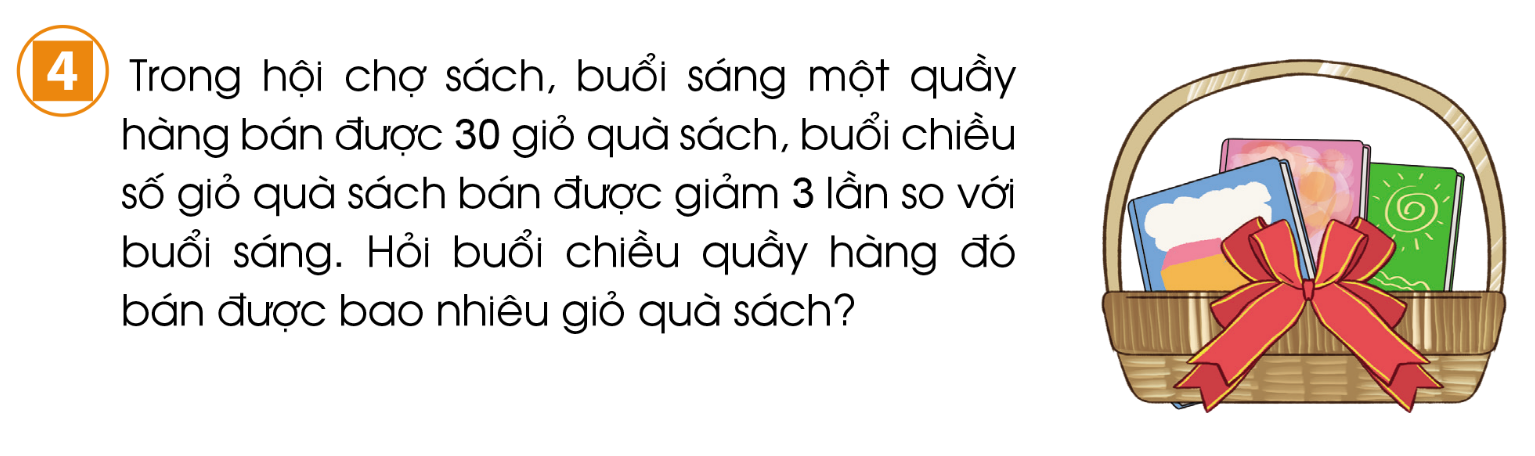 4 Trong hội chợ sách, buổi sáng một quầy
hàng bán được 30 giỏ quà sách, buổi chiều
số giỏ quà sách bán được giảm 3 lần so với
buổi sáng. Hỏi buổi chiều quầy hàng đó
bán được bao nhiêu giỏ quà sách?